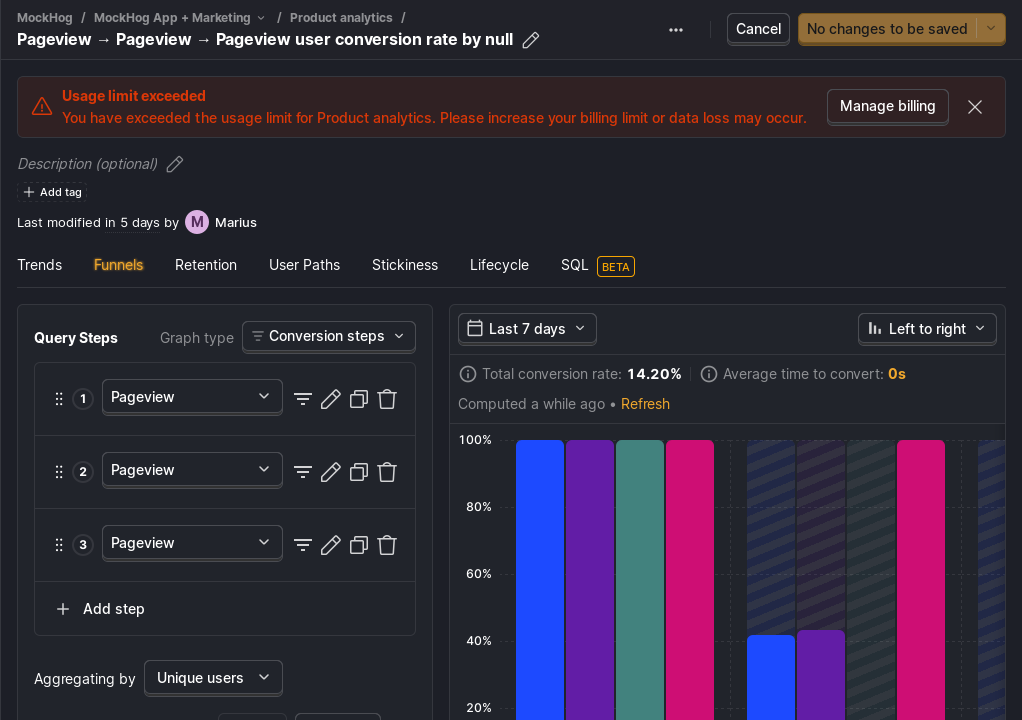 MockHog / MockHog App + Marketing / Product analytics /
Pageview → Pageview → Pageview user conversion rate by null
Cancel
No changes to be saved
Usage limit exceeded
You have exceeded the usage limit for Product analytics. Please increase your billing limit or data loss may occur.
Manage billing
Description (optional)
Add tag
Last modified in 5 days by M Marius
Trends Funnels Retention User Paths Stickiness Lifecycle SQL BETA
Query Steps
Graph type Conversion steps
1 Pageview
2 Pageview
3 Pageview
Add step
Aggregating by Unique users
Last 7 days
Left to right
Total conversion rate: 14.20%
Average time to convert: 0s
Computed a while ago • Refresh
100%
80%
60%
40%
20%